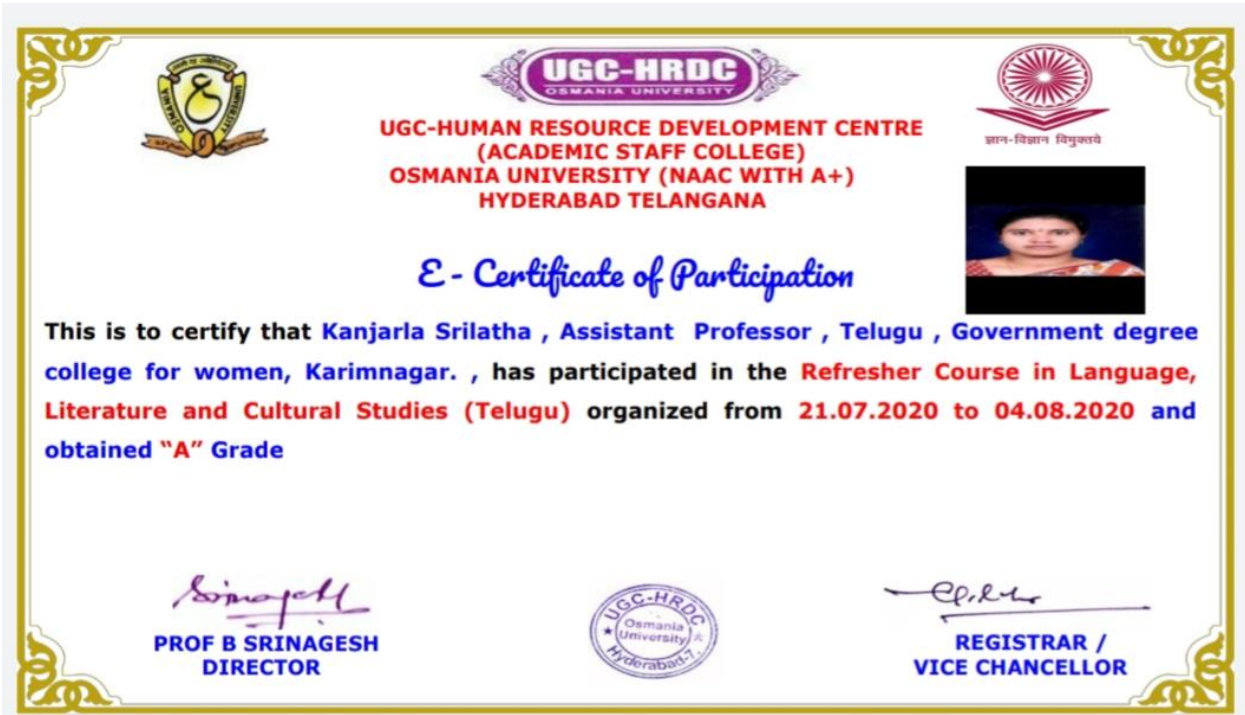 UGC-HRDC
OSMANIA UNIVERSITY
OSMANIA UNIVERSITY
ज्ञान-विज्ञान विमुक्तये
UGC-HUMAN RESOURCE DEVELOPMENT CENTRE
(ACADEMIC STAFF COLLEGE)
OSMANIA UNIVERSITY (NAAC WITH A+)
HYDERABAD TELANGANA
E - Certificate of Participation
This is to certify that Kanjarla Srilatha , Assistant Professor , Telugu , Government degree
college for women, Karimnagar. , has participated in the Refresher Course in Language,
Literature and Cultural Studies (Telugu) organized from 21.07.2020 to 04.08.2020 and
obtained “A” Grade
PROF B SRINAGESH
DIRECTOR
UGC-HRDC
Osmania
University
Hyderabad-7.
REGISTRAR /
VICE CHANCELLOR